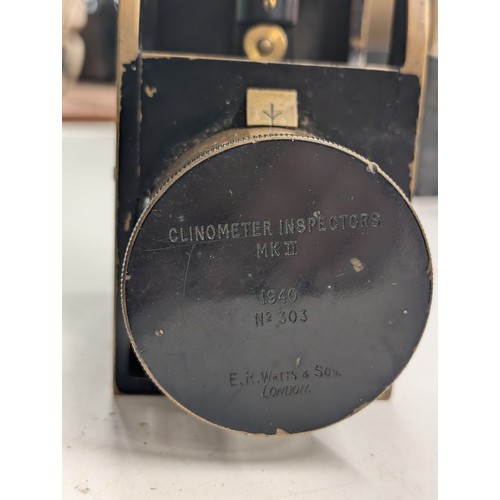 CLINOMETER INSPECTORS
MK II
1940
Nº 303
E. R. WATTS & SON.
LONDON.